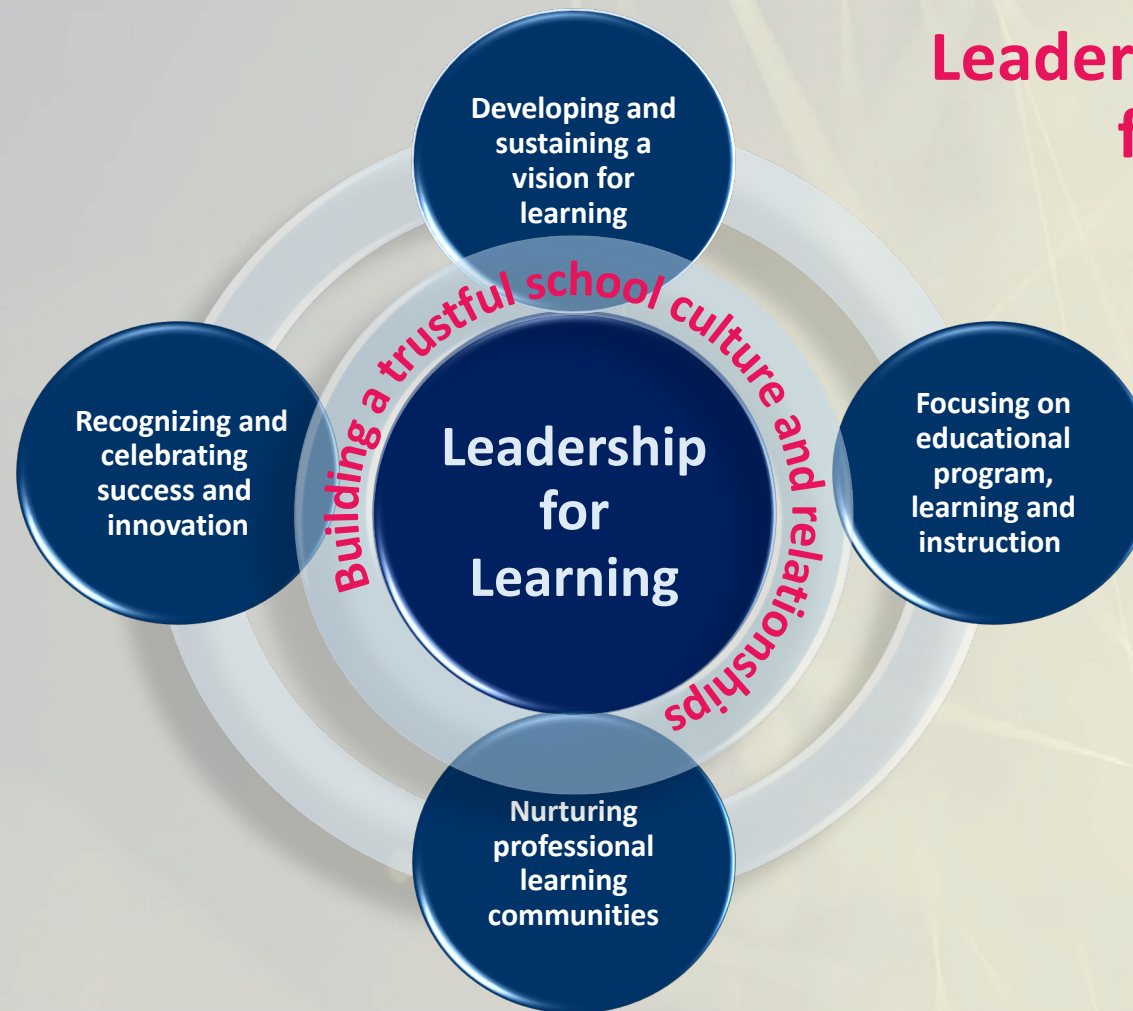 Developing and
sustaining a
vision for
learning
Building a trustful school culture and relationships
Recognizing and
celebrating
success and
innovation
Leadership
for
Learning
Focusing on
educational
program,
learning and
instruction
Nurturing
professional
learning
communities